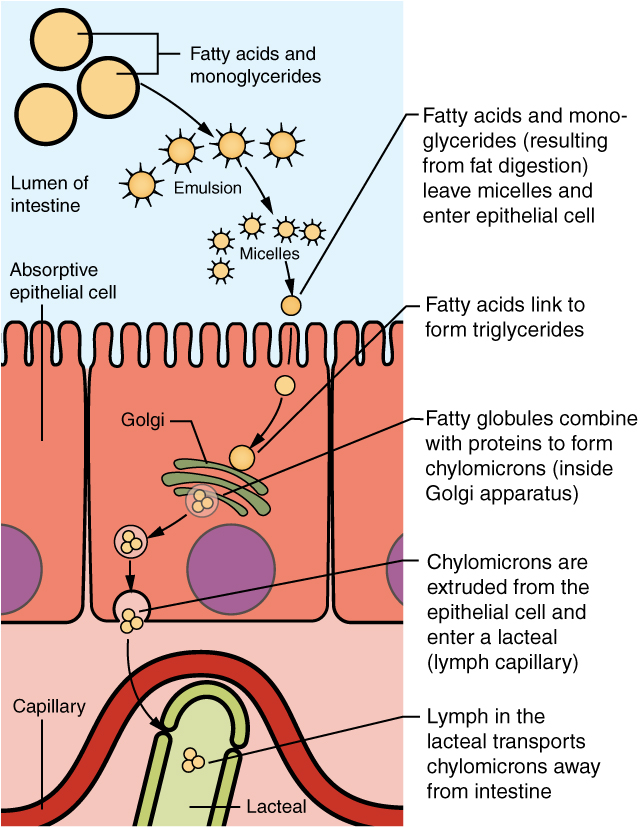 Fatty acids and
monoglycerides
Fatty acids and mono-
glycerides (resulting
from fat digestion)
leave micelles and
enter epithelial cell
Lumen of
intestine
Emulsion
Micelles
Absorptive
epithelial cell
Fatty acids link to
form triglycerides
Golgi
Fatty globules combine
with proteins to form
chylomicrons (inside
Golgi apparatus)
Chylomicrons are
extruded from the
epithelial cell and
enter a lacteal
(lymph capillary)
Capillary
Lymph in the
lacteal transports
chylomicrons away
from intestine
Lacteal